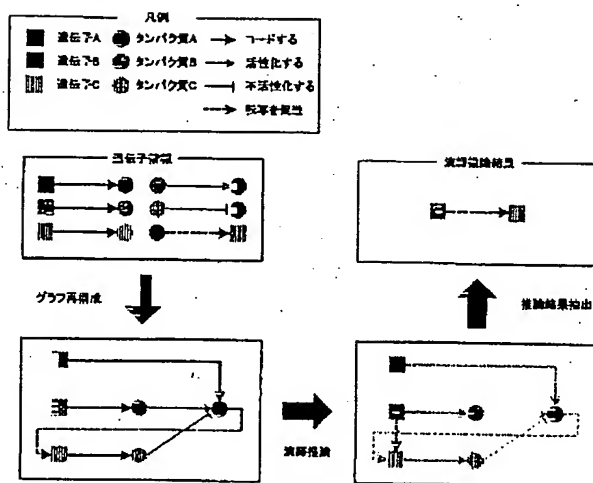 凡例
遺伝子A タンパク質A コードする
遺伝子B タンパク質B 活性化する
遺伝子C タンパク質C 不活性化する
転写を促進
遺伝子情報
演繹推論結果
グラフ再構成
推論結果抽出
演繹推論